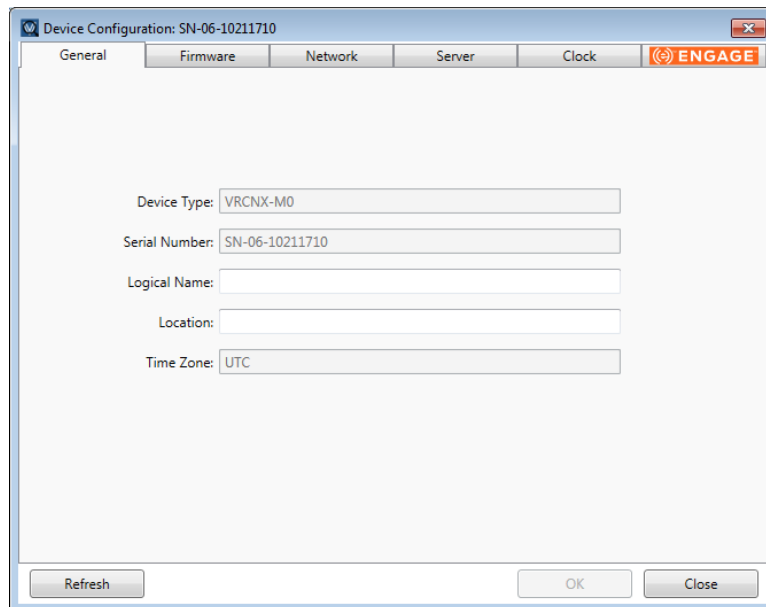 Device Configuration: SN-06-10211710
General Firmware Network Server Clock ENGAGE
Device Type: VRCNX-M0
Serial Number: SN-06-10211710
Logical Name:
Location:
Time Zone: UTC
Refresh OK Close